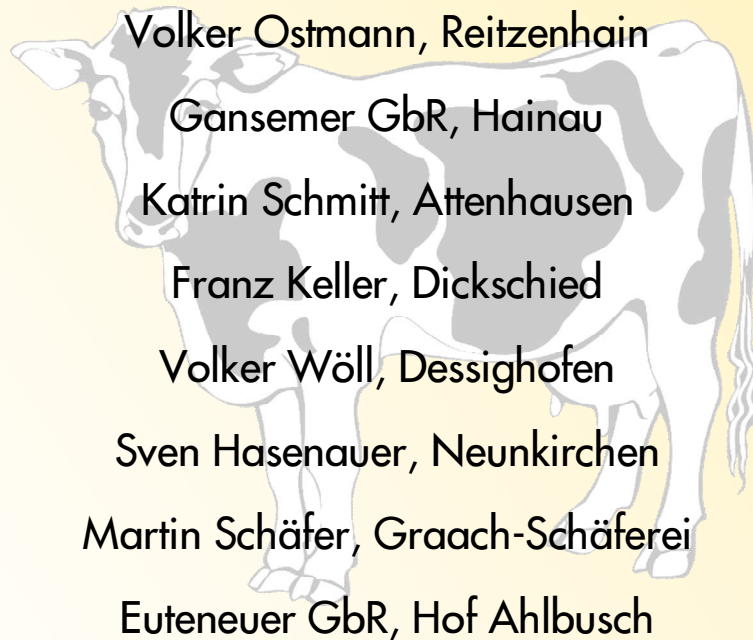 Volker Ostmann, Reitzenhain
Gansemer GbR, Hainau
Katrin Schmitt, Attenhausen
Franz Keller, Dickschied
Volker Wöll, Dessighofen
Sven Hasenauer, Neunkirchen
Martin Schäfer, Graach-Schäferei
Euteneuer GbR, Hof Ahlbusch